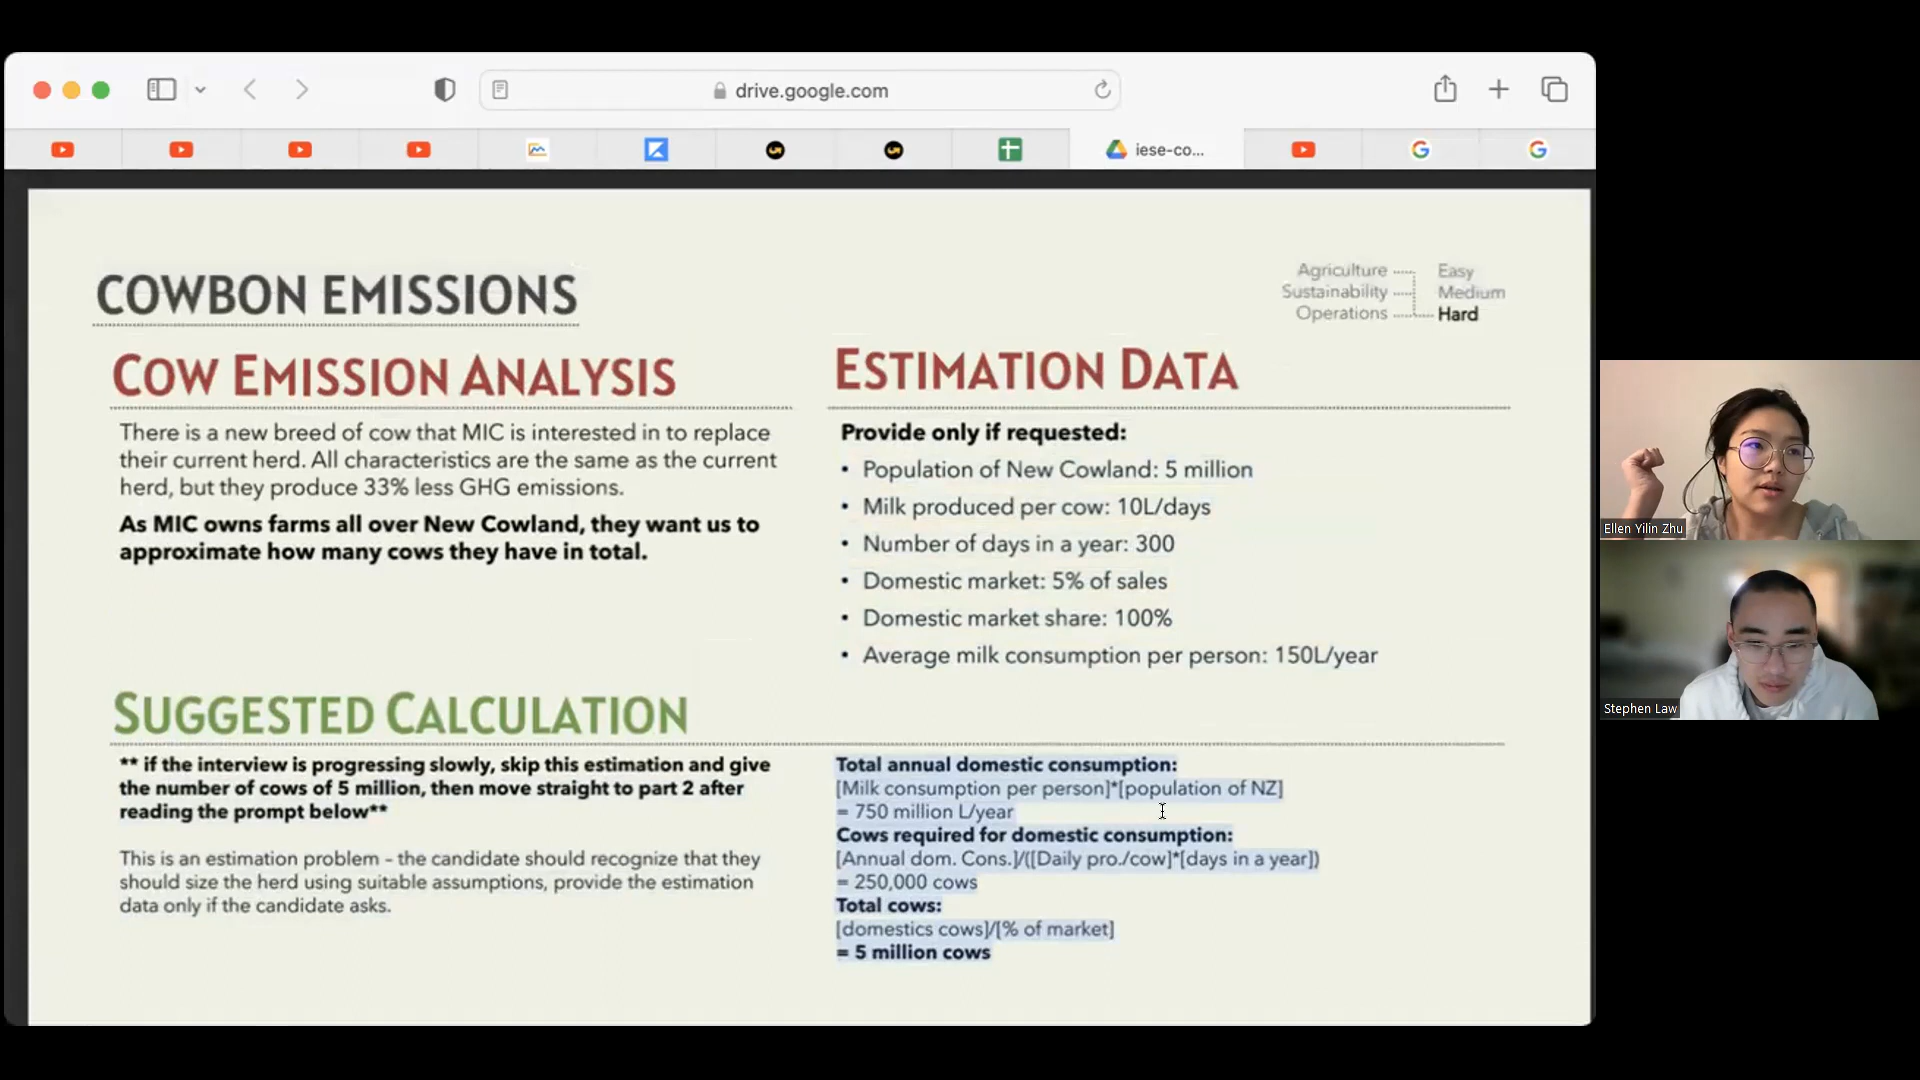 drive.google.com
iese-co...
COWBON EMISSIONS
Agriculture
Sustainability
Operations
Easy
Medium
Hard
COW EMISSION ANALYSIS
There is a new breed of cow that MIC is interested in to replace
their current herd. All characteristics are the same as the current
herd, but they produce 33% less GHG emissions.
As MIC owns farms all over New Cowland, they want us to
approximate how many cows they have in total.
ESTIMATION DATA
Provide only if requested:
• Population of New Cowland: 5 million
• Milk produced per cow: 10L/days
• Number of days in a year: 300
• Domestic market: 5% of sales
• Domestic market share: 100%
• Average milk consumption per person: 150L/year
SUGGESTED CALCULATION
** if the interview is progressing slowly, skip this estimation and give
the number of cows of 5 million, then move straight to part 2 after
reading the prompt below**
This is an estimation problem – the candidate should recognize that they
should size the herd using suitable assumptions, provide the estimation
data only if the candidate asks.
Total annual domestic consumption:
[Milk consumption per person]*[population of NZ]
= 750 million L/year
Cows required for domestic consumption:
[Annual dom. Cons.]/([Daily pro./cow]*[days in a year])
= 250,000 cows
Total cows:
[domestics cows]/[% of market]
= 5 million cows
Ellen Yilin Zhu
Stephen Law